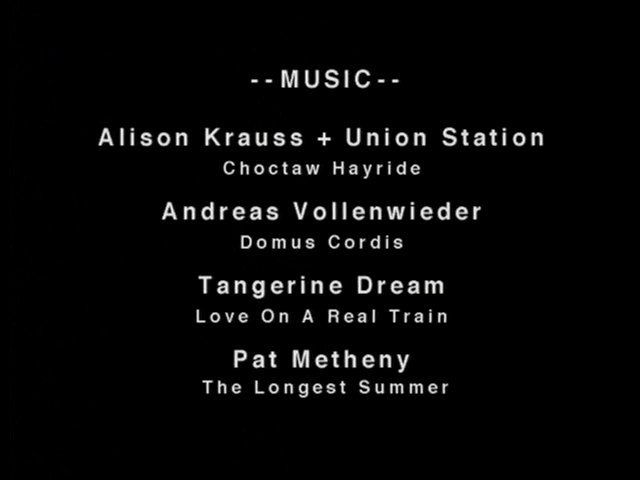 --MUSIC--
Alison Krauss + Union Station
Choctaw Hayride
Andreas Vollenwieder
Domus Cordis
Tangerine Dream
Love On A Real Train
Pat Metheny
The Longest Summer